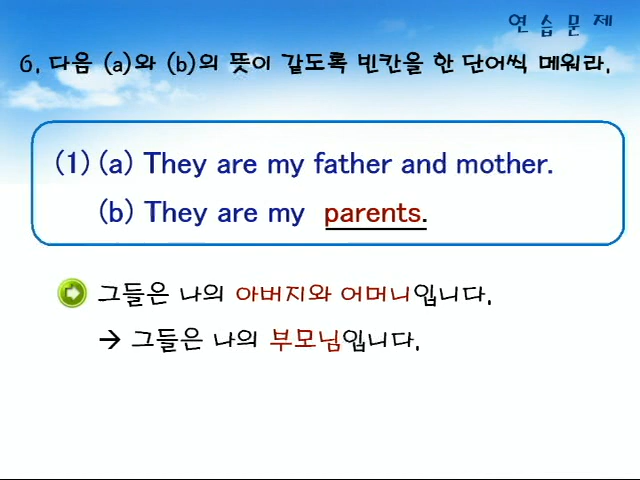 연 습 문 제
6. 다음 (a)와 (b)의 뜻이 같도록 빈칸을 한 단어씩 메워라.
(1) (a) They are my father and mother.
(b) They are my parents.
그들은 나의 아버지와 어머니입니다.
→ 그들은 나의 부모님입니다.